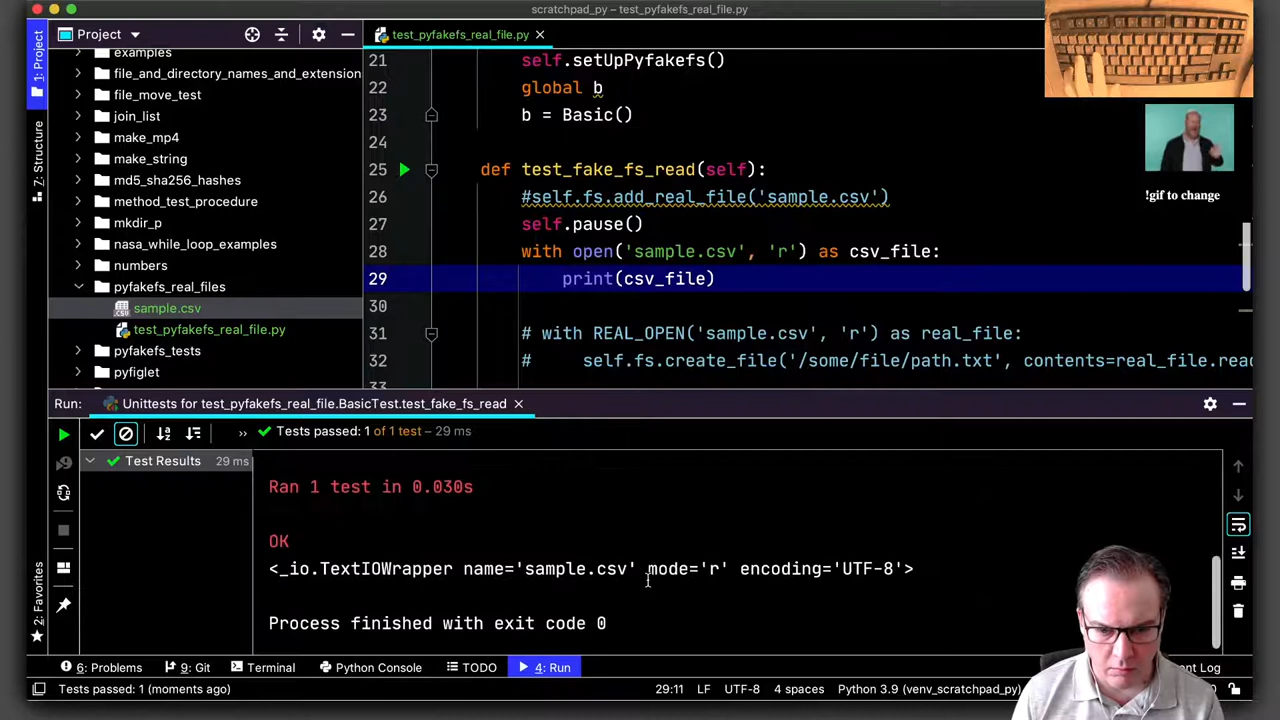 scratchpad_py – test_pyfakefs_real_file.py
Project
test_pyfakefs_real_file.py
1: Project
7: Structure
2: Favorites
examples
file_and_directory_names_and_extension
file_move_test
join_list
make_mp4
make_string
md5_sha256_hashes
method_test_procedure
mkdir_p
nasa_while_loop_examples
numbers
pyfakefs_real_files
sample.csv
test_pyfakefs_real_file.py
pyfakefs_tests
pyfiglet
21 self.setUpPyfakefs()
22 global b
23 b = Basic()
24
25 def test_fake_fs_read(self):
26 #self.fs.add_real_file('sample.csv')
27 self.pause()
28 with open('sample.csv', 'r') as csv_file:
29 print(csv_file)
30
31 # with REAL_OPEN('sample.csv', 'r') as real_file:
32 # self.fs.create_file('/some/file/path.txt', contents=real_file.read
33
!gif to change
Run: Unittests for test_pyfakefs_real_file.BasicTest.test_fake_fs_read
Tests passed: 1 of 1 test – 29 ms
Test Results 29 ms
Ran 1 test in 0.030s
OK
<_io.TextIOWrapper name='sample.csv' mode='r' encoding='UTF-8'>
Process finished with exit code 0
6: Problems 9: Git Terminal Python Console TODO 4: Run nt Log
Tests passed: 1 (moments ago) 29:11 LF UTF-8 4 spaces Python 3.9 (venv_scratchpad_py)